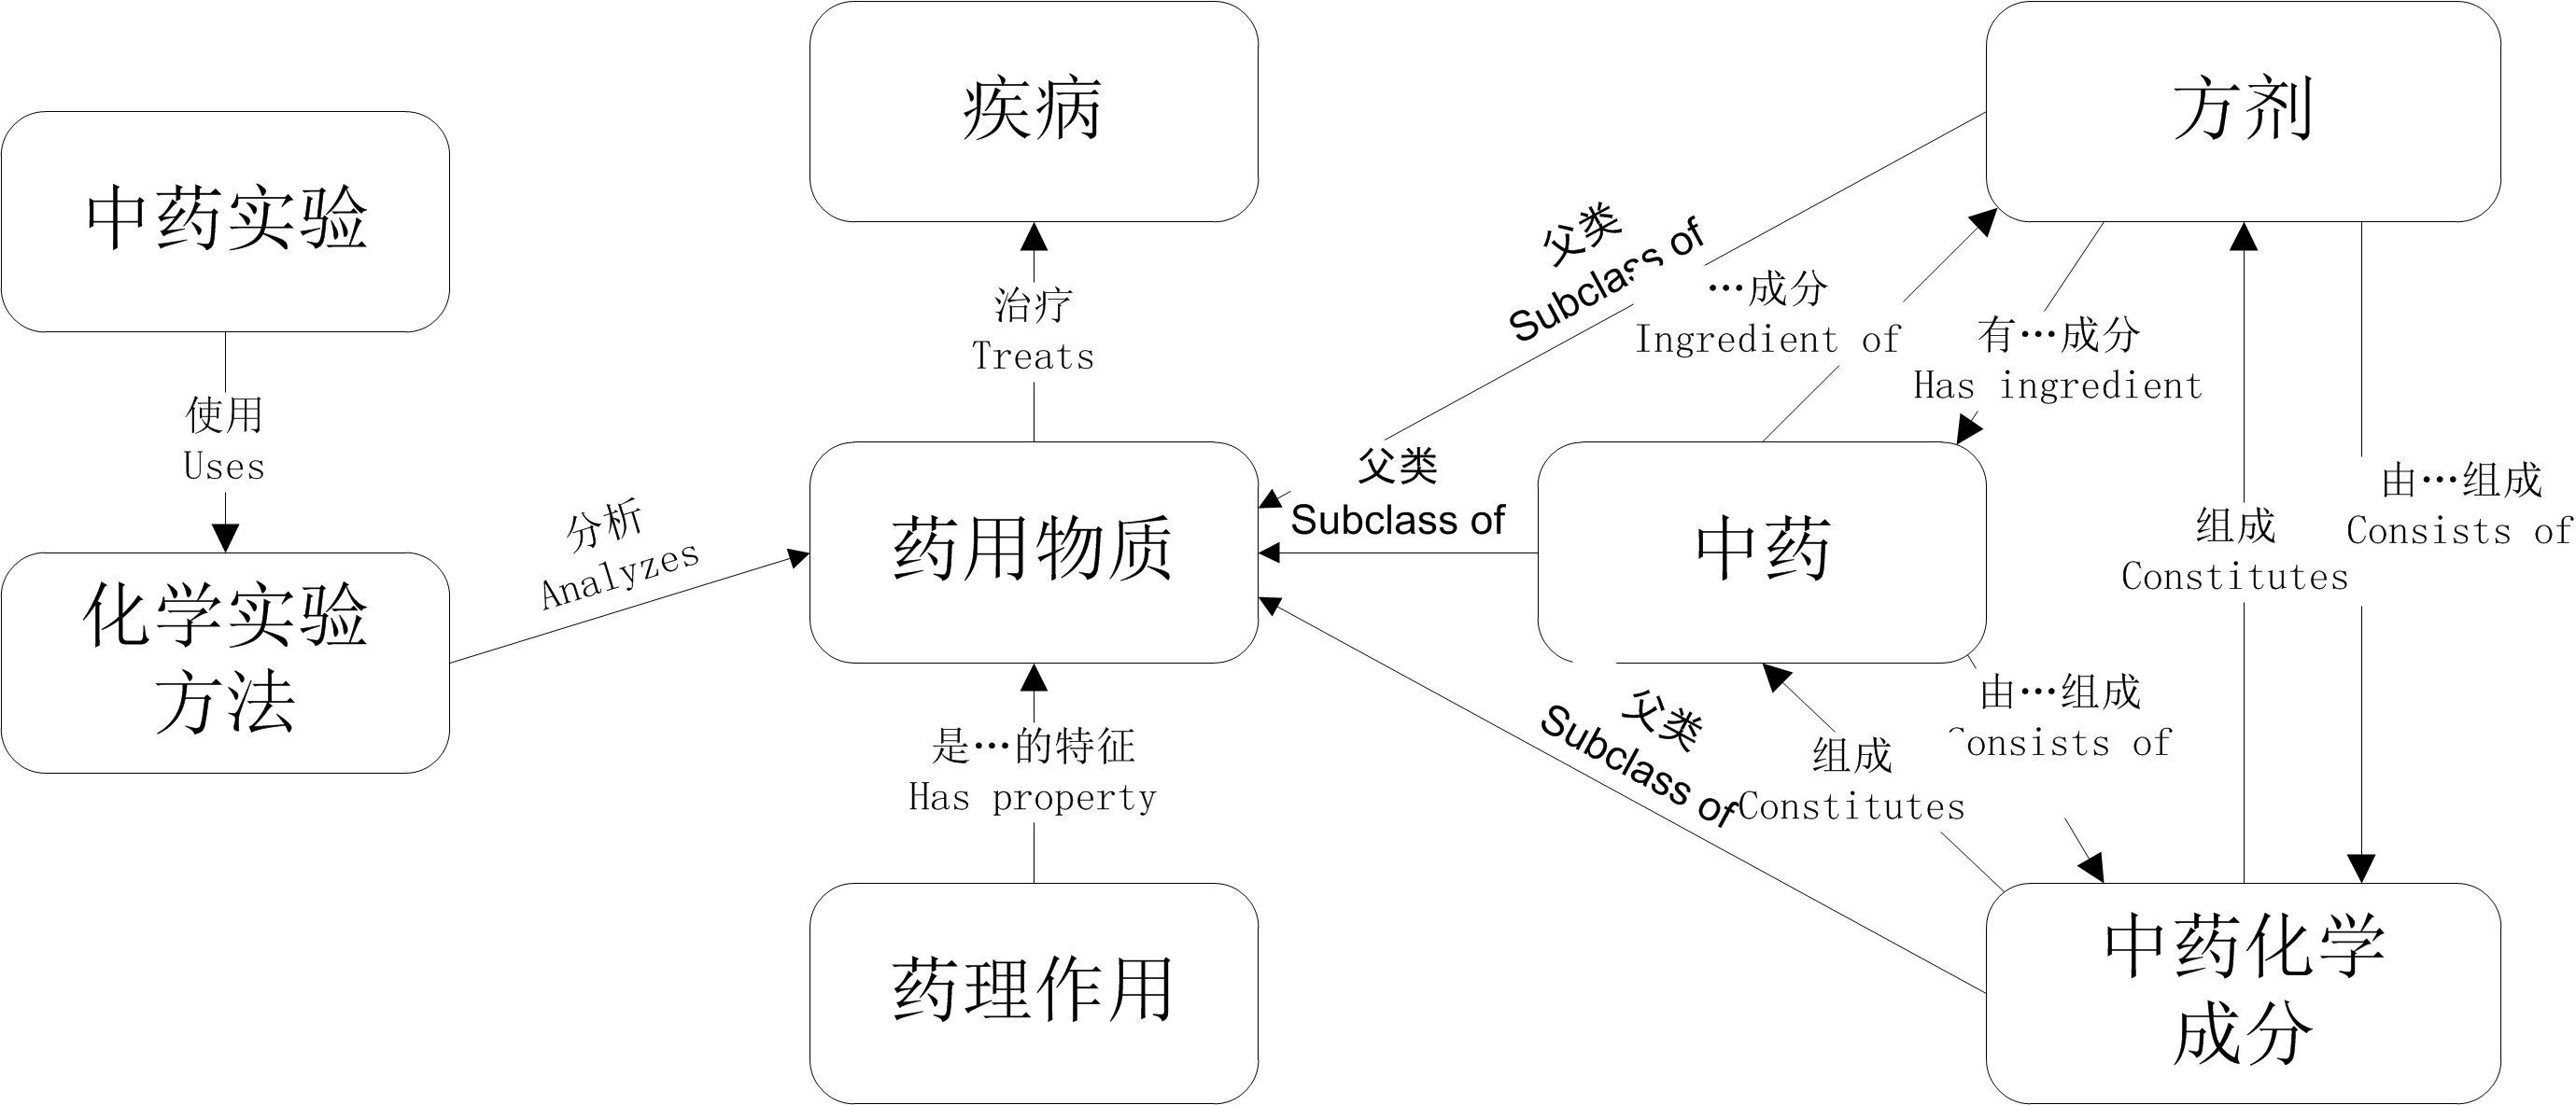 疾病
方剂
中药实验
父类
Subclass of
…成分
Ingredient of
治疗
Treats
有…成分
Has ingredient
使用
Uses
父类
Subclass of
由…组成
Consists of
分析
Analyzes
药用物质
中药
组成
Constitutes
化学实验
方法
父类
Subclass of
由…组成
Consists of
是…的特征
Has property
组成
Constitutes
药理作用
中药化学
成分